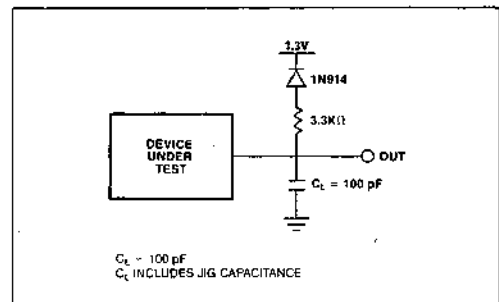 1.3V
1N914
3.3KΩ
DEVICE
UNDER
TEST
OUT
CL = 100 pF
CL = 100 pF
CL INCLUDES JIG CAPACITANCE